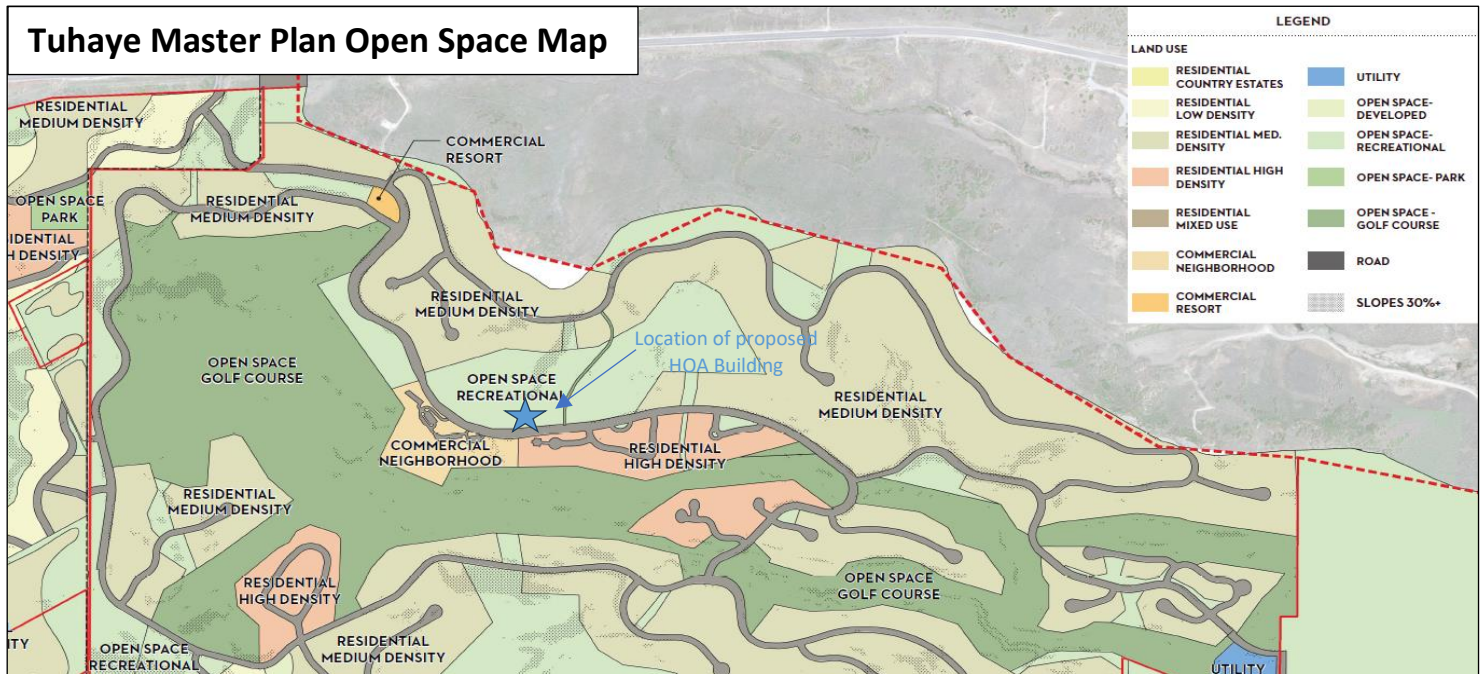 Tuhaye Master Plan Open Space Map
LEGEND
LAND USE
RESIDENTIAL
COUNTRY ESTATES
RESIDENTIAL
LOW DENSITY
RESIDENTIAL MED.
DENSITY
RESIDENTIAL HIGH
DENSITY
RESIDENTIAL
MIXED USE
COMMERCIAL
NEIGHBORHOOD
COMMERCIAL
RESORT
UTILITY
OPEN SPACE-
DEVELOPED
OPEN SPACE-
RECREATIONAL
OPEN SPACE- PARK
OPEN SPACE -
GOLF COURSE
ROAD
SLOPES 30%+
RESIDENTIAL
MEDIUM DENSITY
COMMERCIAL
RESORT
OPEN SPACE
PARK
RESIDENTIAL
MEDIUM DENSITY
SIDENTIAL
H DENSITY
RESIDENTIAL
MEDIUM DENSITY
Location of proposed
HOA Building
OPEN SPACE
GOLF COURSE
OPEN SPACE
RECREATIONAL
RESIDENTIAL
MEDIUM DENSITY
COMMERCIAL
NEIGHBORHOOD
RESIDENTIAL
HIGH DENSITY
RESIDENTIAL
MEDIUM DENSITY
RESIDENTIAL
HIGH DENSITY
OPEN SPACE
GOLF COURSE
RESIDENTIAL
MEDIUM DENSITY
OPEN SPACE
RECREATIONAL
ITY
UTILITY